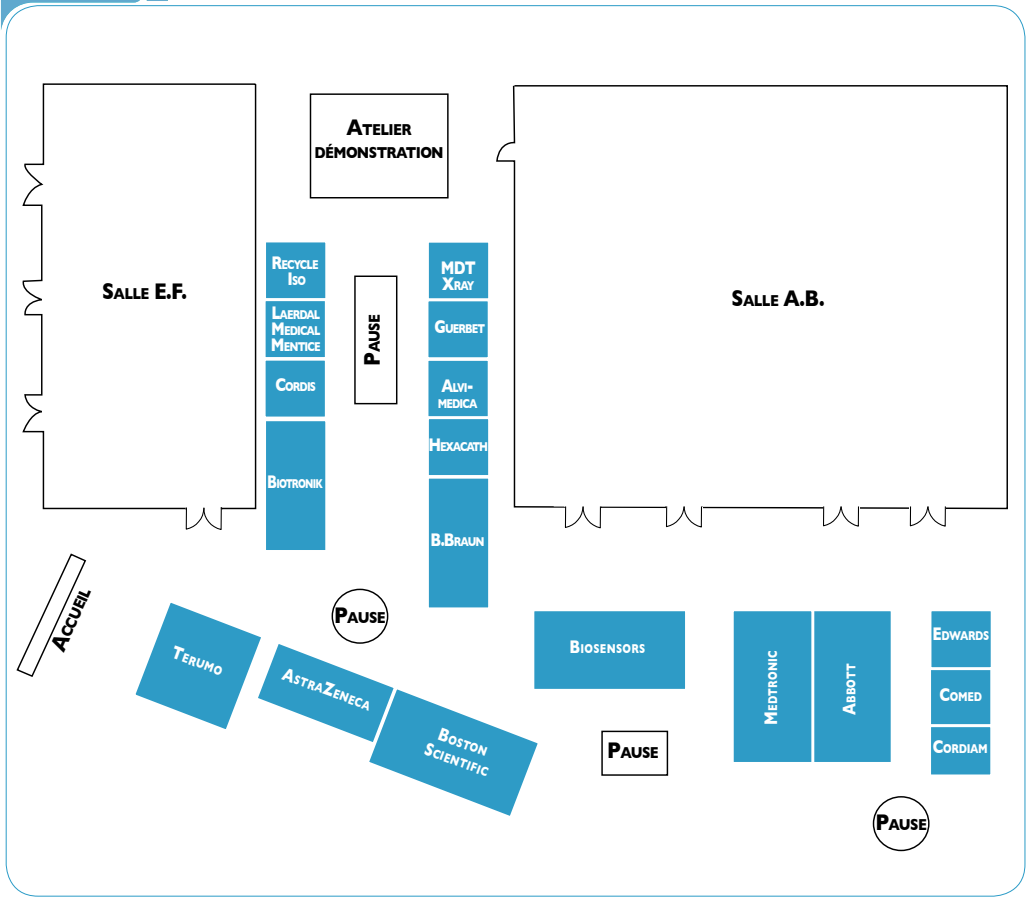 Atelier
démonstration
Salle E.F.
Salle A.B.
Recycle
Iso
Laerdal
Medical
Mentice
Cordis
Biotronik
Pause
MDT
Xray
Guerbet
Alvi-
medica
Hexacath
B.Braun
Accueil
Pause
Terumo
AstraZeneca
Boston
Scientific
Biosensors
Pause
Medtronic
Abbott
Edwards
Comed
Cordiam
Pause